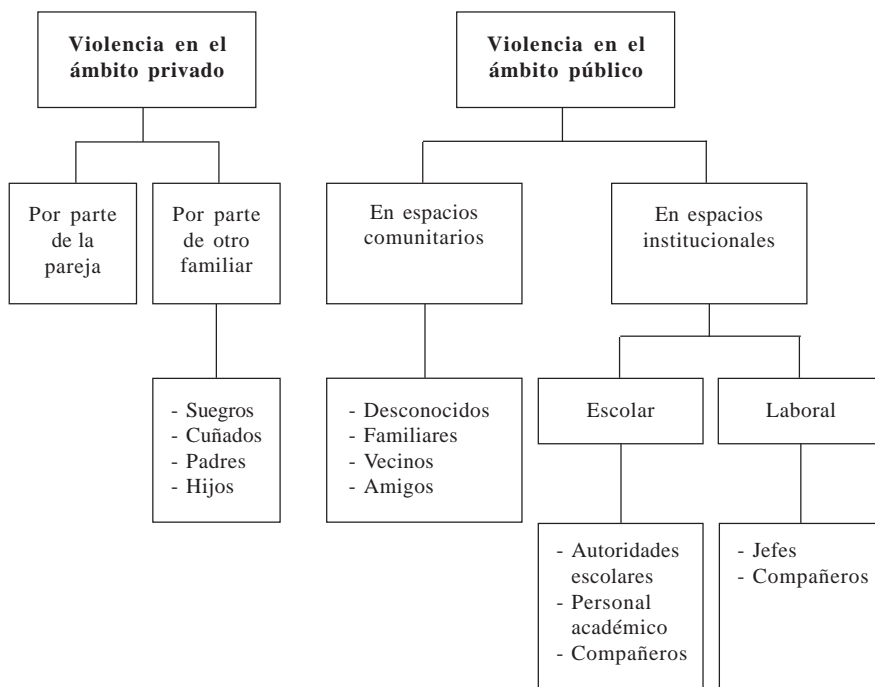 Violencia en el
ámbito privado
Violencia en el
ámbito público
Por parte
de la
pareja
Por parte
de otro
familiar
En espacios
comunitarios
En espacios
institucionales
- Suegros
- Cuñados
- Padres
- Hijos
- Desconocidos
- Familiares
- Vecinos
- Amigos
Escolar
Laboral
- Autoridades
escolares
- Personal
académico
- Compañeros
- Jefes
- Compañeros